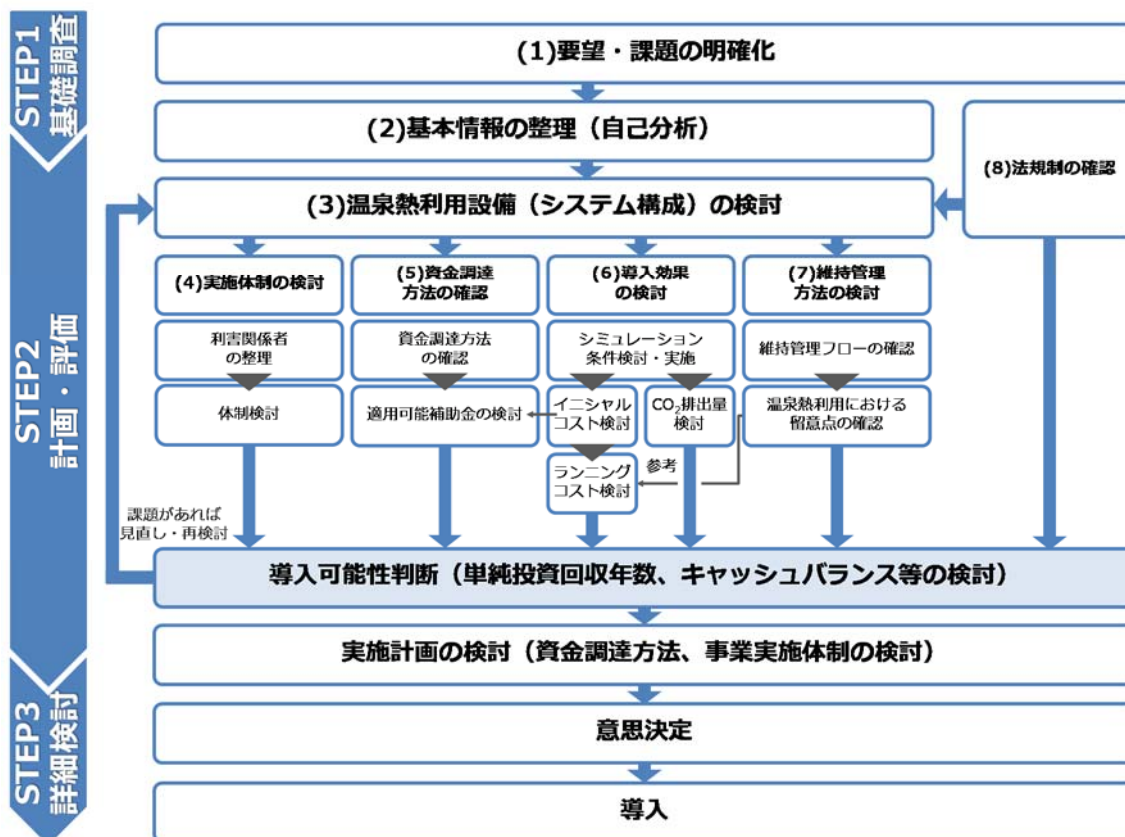 STEP1
基礎調査
(1)要望・課題の明確化
(2)基本情報の整理（自己分析）
(8)法規制の確認
STEP2
計画・評価
(3)温泉熱利用設備（システム構成）の検討
(4)実施体制の検討
(5)資金調達
方法の確認
(6)導入効果
の検討
(7)維持管理
方法の検討
利害関係者
の整理
資金調達方法
の確認
シミュレーション
条件検討・実施
維持管理フローの確認
体制検討
適用可能補助金の検討
イニシャル
コスト検討
CO₂排出量
検討
温泉熱利用における
留意点の確認
ランニング
コスト検討
参考
課題があれば
見直し・再検討
導入可能性判断（単純投資回収年数、キャッシュバランス等の検討）
実施計画の検討（資金調達方法、事業実施体制の検討）
STEP3
詳細検討
意思決定
導入